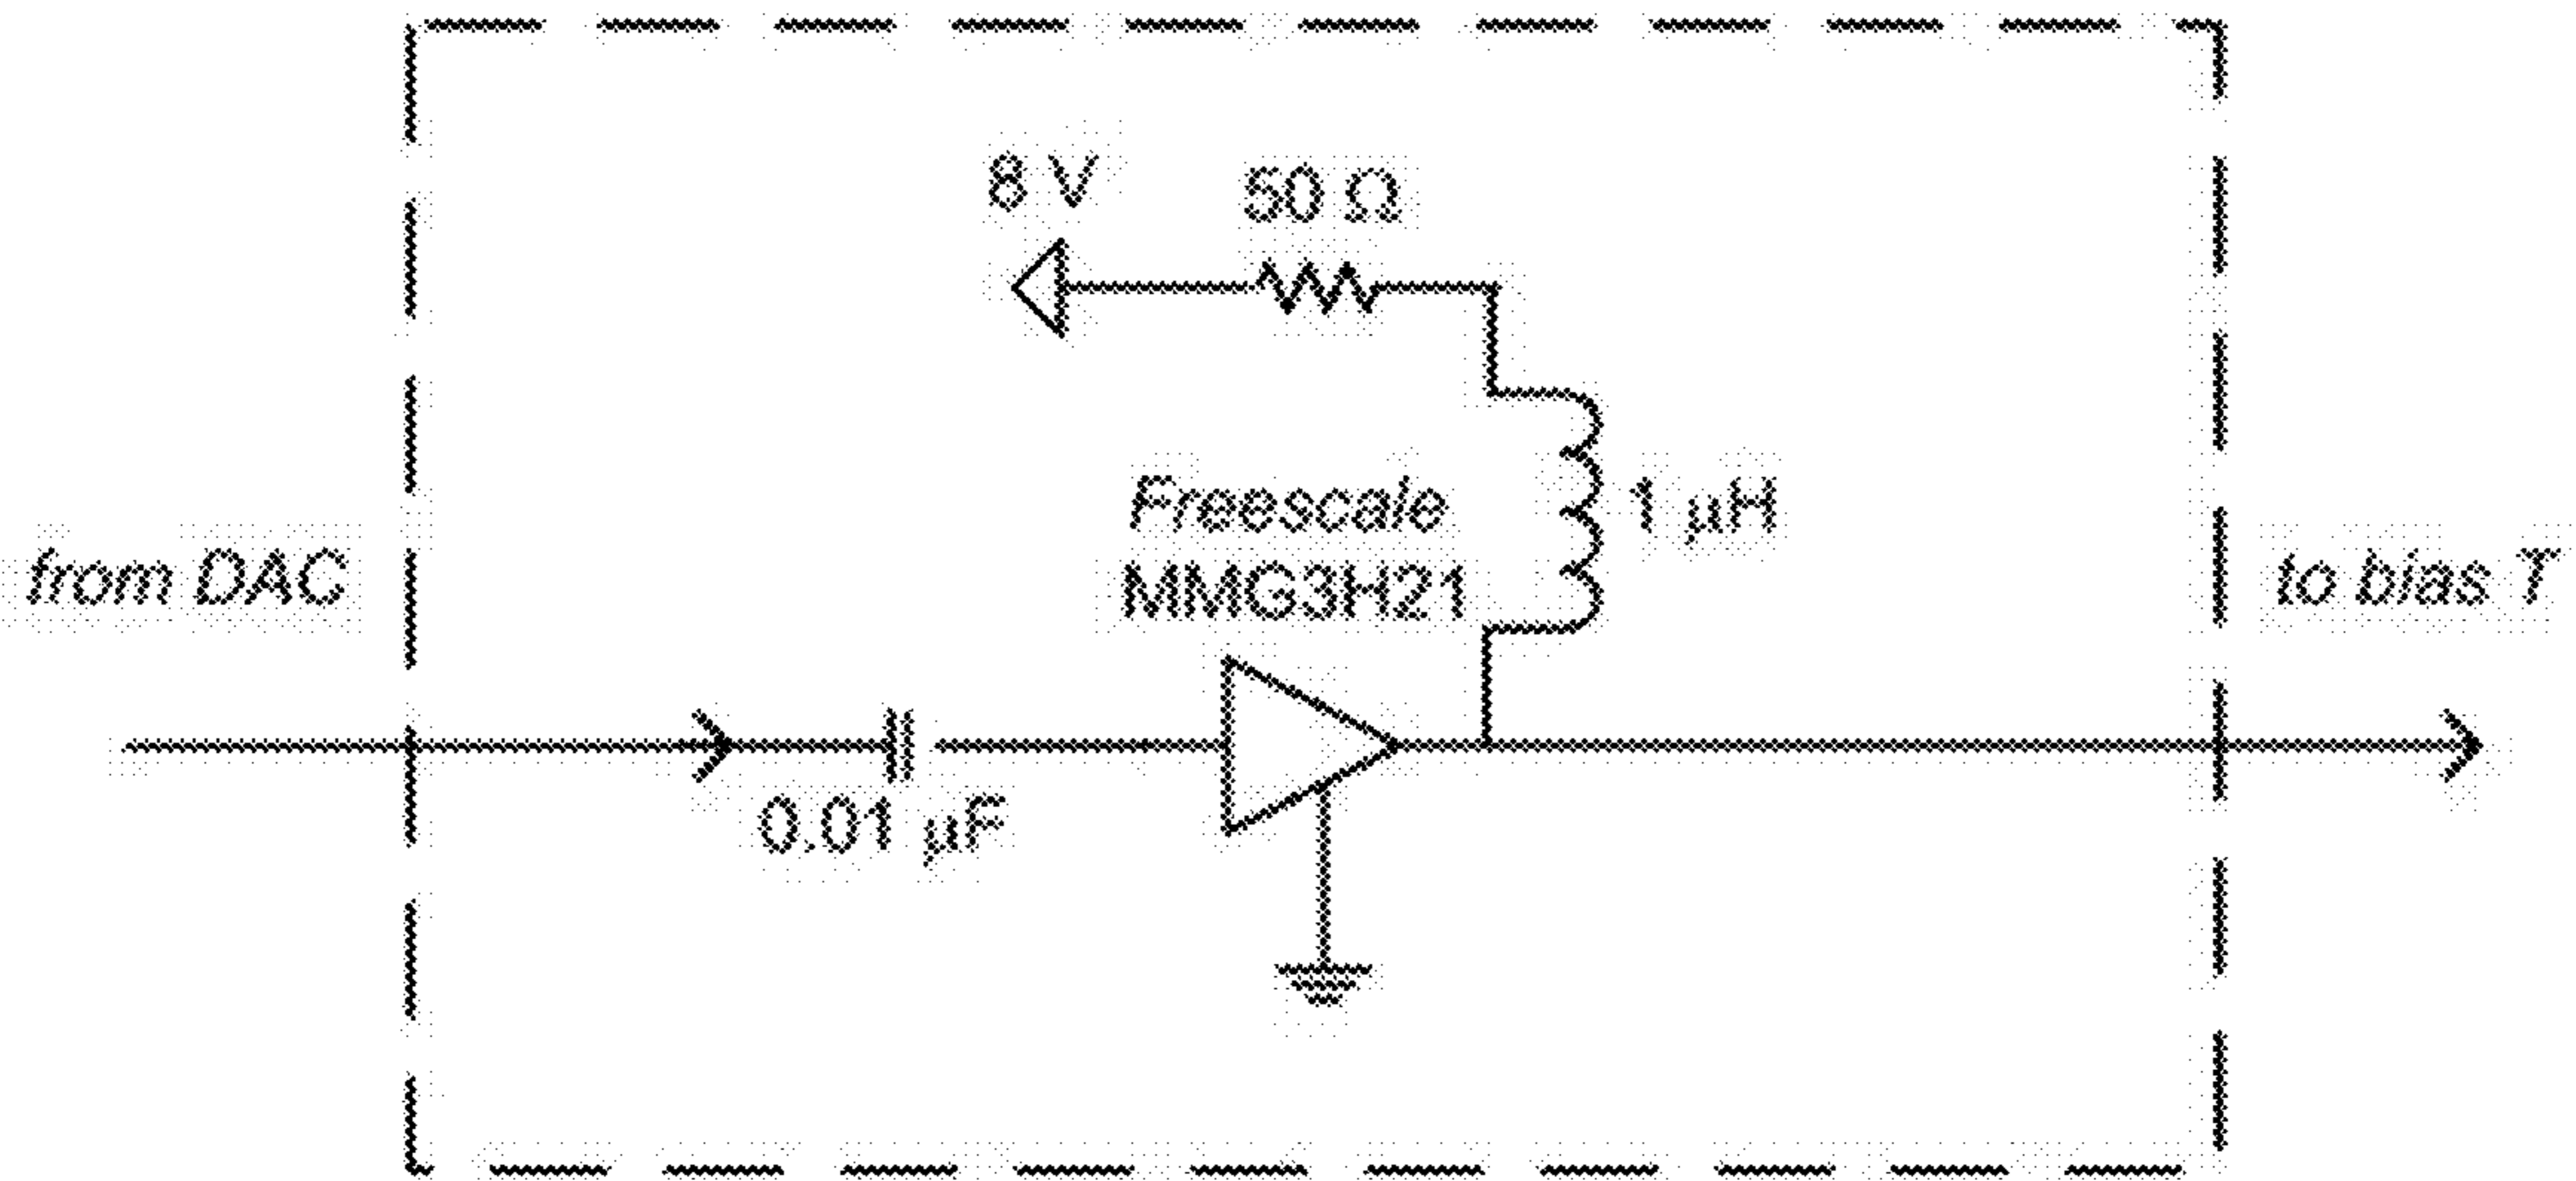 8 V
50 Ω
Freescale
MMG3H21
1 µH
from DAC
to bias T
0.01 µF